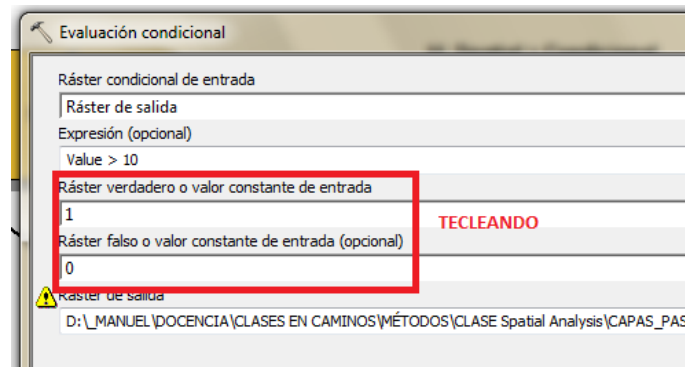 Evaluación condicional
Ráster condicional de entrada
Ráster de salida
Expresión (opcional)
Value > 10
Ráster verdadero o valor constante de entrada
1
TECLEANDO
Ráster falso o valor constante de entrada (opcional)
0
Ráster de salida
D:\_MANUEL\DOCENCIA\CLASES EN CAMINOS\MÉTODOS\CLASE Spatial Analysis\CAPAS_PAS